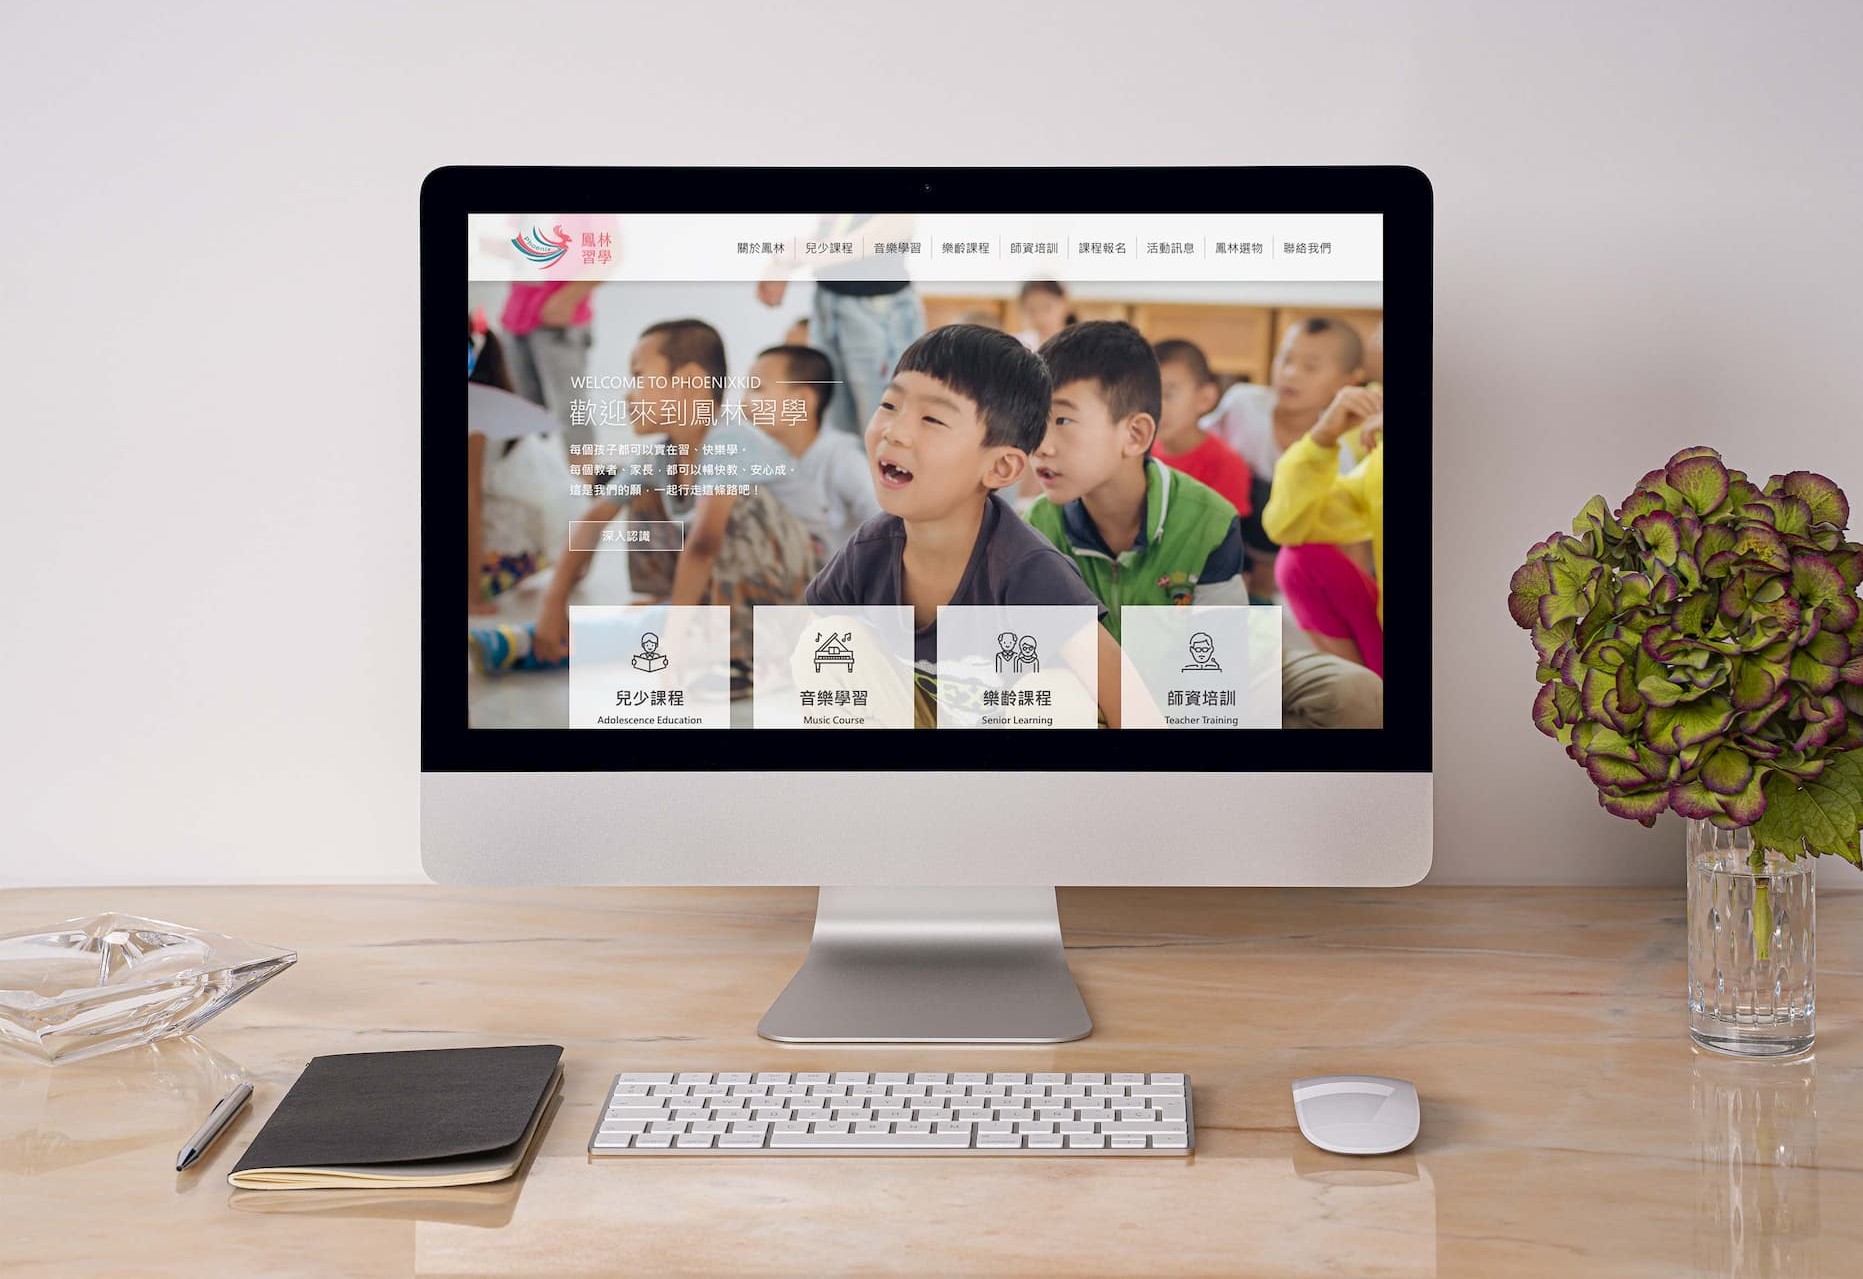 Phoenix
鳳林
習學
關於鳳林 兒少課程 音樂學習 樂齡課程 師資培訓 課程報名 活動訊息 鳳林選物 聯絡我們
WELCOME TO PHOENIXKID
歡迎來到鳳林習學
每個孩子都可以實在習、快樂學。
每個教者、家長，都可以暢快教、安心成。
這是我們的願，一起行走這條路吧！
深入認識
兒少課程
Adolescence Education
音樂學習
Music Course
樂齡課程
Senior Learning
師資培訓
Teacher Training